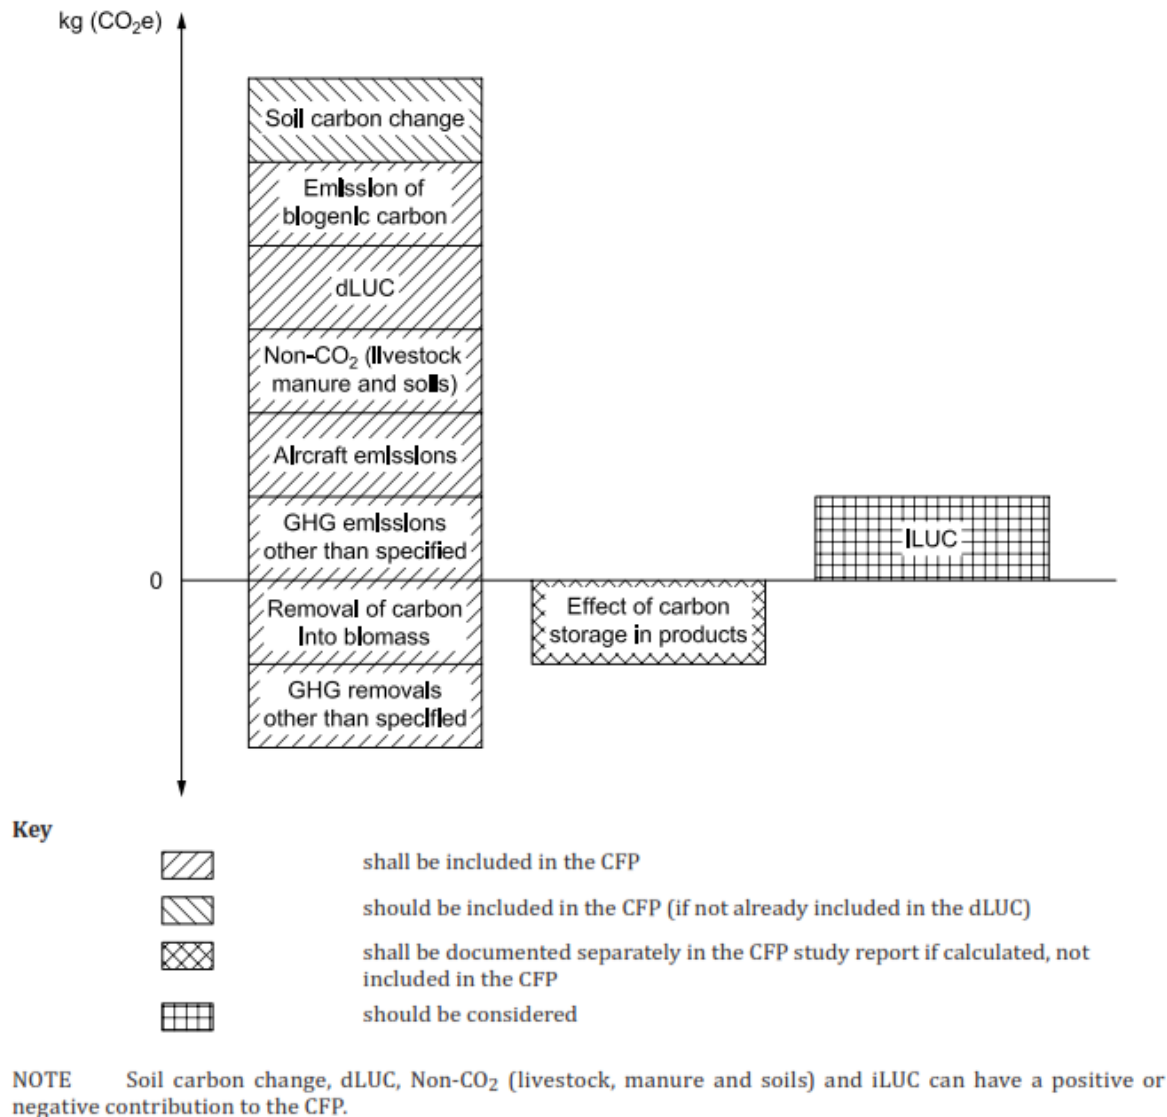 kg (CO₂e)
Soil carbon change
Emission of
biogenic carbon
dLUC
Non-CO₂ (livestock
manure and soils)
Aircraft emissions
GHG emissions
other than specified
ILUC
0
Removal of carbon
Into biomass
Effect of carbon
storage in products
GHG removals
other than specified
Key
shall be included in the CFP
should be included in the CFP (if not already included in the dLUC)
shall be documented separately in the CFP study report if calculated, not
included in the CFP
should be considered
NOTE Soil carbon change, dLUC, Non-CO₂ (livestock, manure and soils) and iLUC can have a positive or
negative contribution to the CFP.